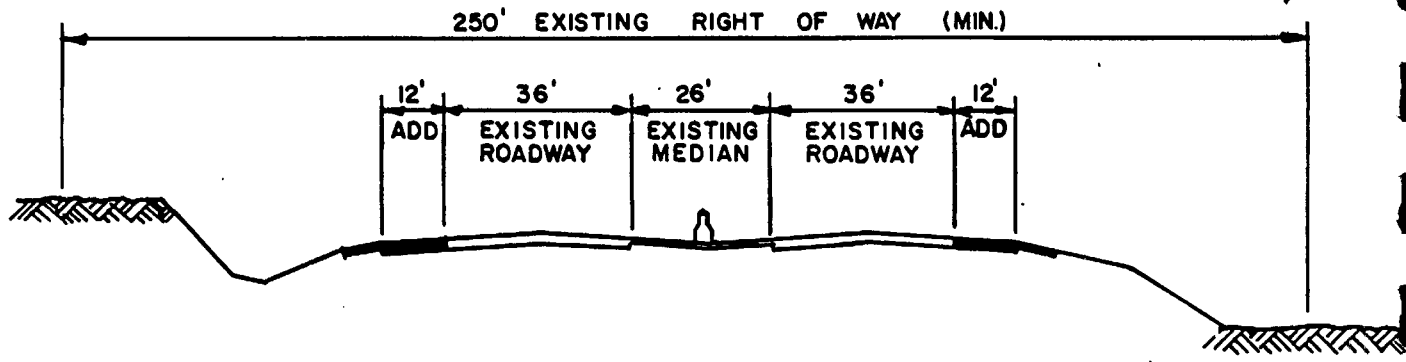 250' EXISTING RIGHT OF WAY (MIN.)
12' 36' 26' 36' 12'
ADD EXISTING EXISTING EXISTING ADD
ROADWAY MEDIAN ROADWAY